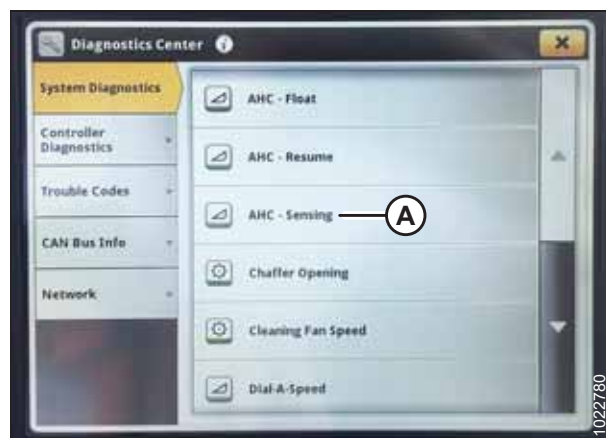 Diagnostics Center
System Diagnostics
Controller
Diagnostics
Trouble Codes
CAN Bus Info
Network
AHC - Float
AHC - Resume
AHC - Sensing
A
Chaffer Opening
Cleaning Fan Speed
Dial-A-Speed
1022780